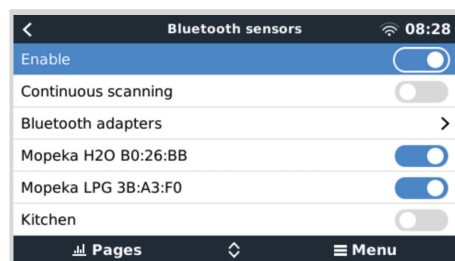 Bluetooth sensors 08:28
Enable
Continuous scanning
Bluetooth adapters
Mopeka H2O B0:26:BB
Mopeka LPG 3B:A3:F0
Kitchen
Pages Menu